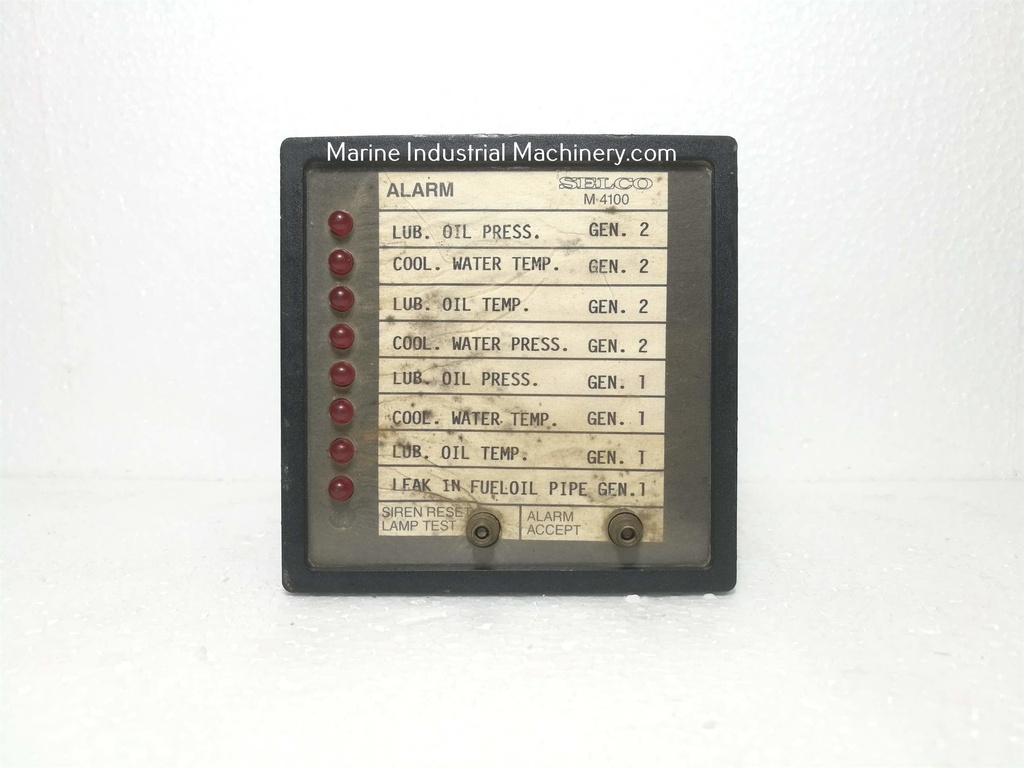 Marine Industrial Machinery.com
ALARM SELCO
M-4100
LUB. OIL PRESS. GEN. 2
COOL. WATER TEMP. GEN. 2
LUB. OIL TEMP. GEN. 2
COOL. WATER PRESS. GEN. 2
LUB. OIL PRESS. GEN. 1
COOL. WATER TEMP. GEN. 1
LUB. OIL TEMP. GEN. 1
LEAK IN FUELOIL PIPE GEN.1
SIREN RESET
LAMP TEST
ALARM
ACCEPT